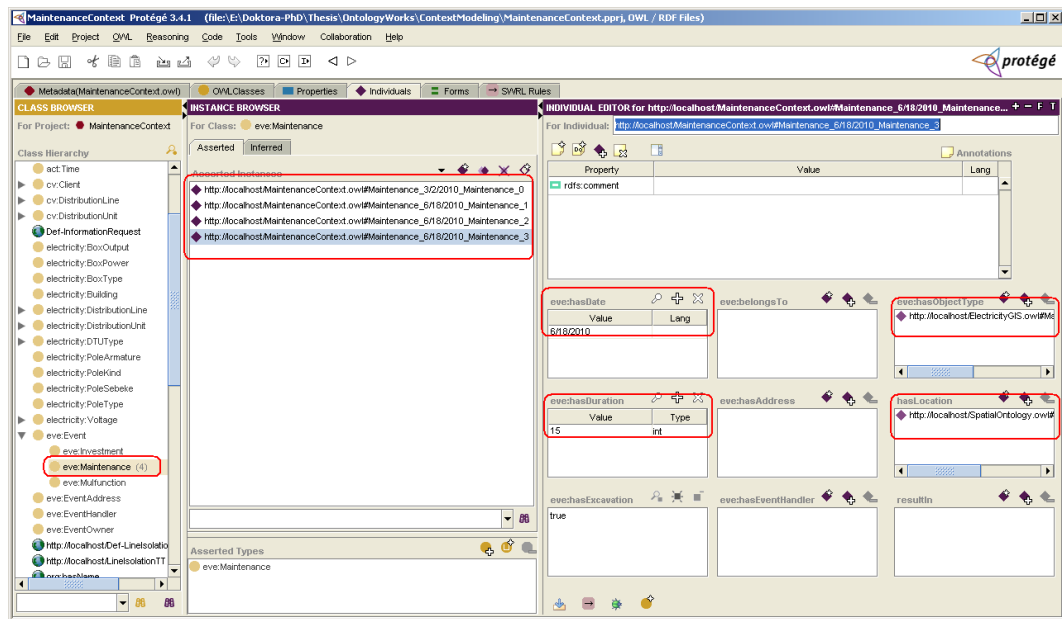 MaintenanceContext Protégé 3.4.1 (file:\E:\Doktora-PhD\Thesis\OntologyWorks\ContextModeling\MaintenanceContext.pprj, OWL / RDF Files)
File Edit Project OWL Reasoning Code Tools Window Collaboration Help
protégé
Metadata(MaintenanceContext.owl) OWLClasses Properties Individuals Forms SWRL Rules
CLASS BROWSER
For Project: MaintenanceContext
Class Hierarchy
act:Time
cv:Client
cv:DistributionLine
cv:DistributionUnit
Def-InformationRequest
electricity:BoxOutput
electricity:BoxPower
electricity:BoxType
electricity:Building
electricity:DistributionLine
electricity:DistributionUnit
electricity:DTUType
electricity:PoleArmature
electricity:PoleKind
electricity:PoleSebeke
electricity:PoleType
electricity:Voltage
eve:Event
eve:Investment
eve:Maintenance (4)
eve:Mulfunction
eve:EventAddress
eve:EventHandler
eve:EventOwner
http://localhost/Def-LineIsolatio
http://localhost/LineIsolationTT
org:hasName
INSTANCE BROWSER
For Class: eve:Maintenance
Asserted Inferred
Asserted Instances
http://localhost/MaintenanceContext.owl#Maintenance_3/2/2010_Maintenance_0
http://localhost/MaintenanceContext.owl#Maintenance_6/18/2010_Maintenance_1
http://localhost/MaintenanceContext.owl#Maintenance_6/18/2010_Maintenance_2
http://localhost/MaintenanceContext.owl#Maintenance_6/18/2010_Maintenance_3
Asserted Types
eve:Maintenance
INDIVIDUAL EDITOR for http://localhost/MaintenanceContext.owl#Maintenance_6/18/2010_Maintenance... + − F T
For Individual: http://localhost/MaintenanceContext.owl#Maintenance_6/18/2010_Maintenance_3
Annotations
Property Value Lang
rdfs:comment
eve:hasDate eve:belongsTo eve:hasObjectType
Value Lang http://localhost/ElectricityGIS.owl#Ma
6/18/2010
eve:hasDuration eve:hasAddress hasLocation
Value Type http://localhost/SpatialOntology.owl#
15 int
eve:hasExcavation eve:hasEventHandler resultIn
true